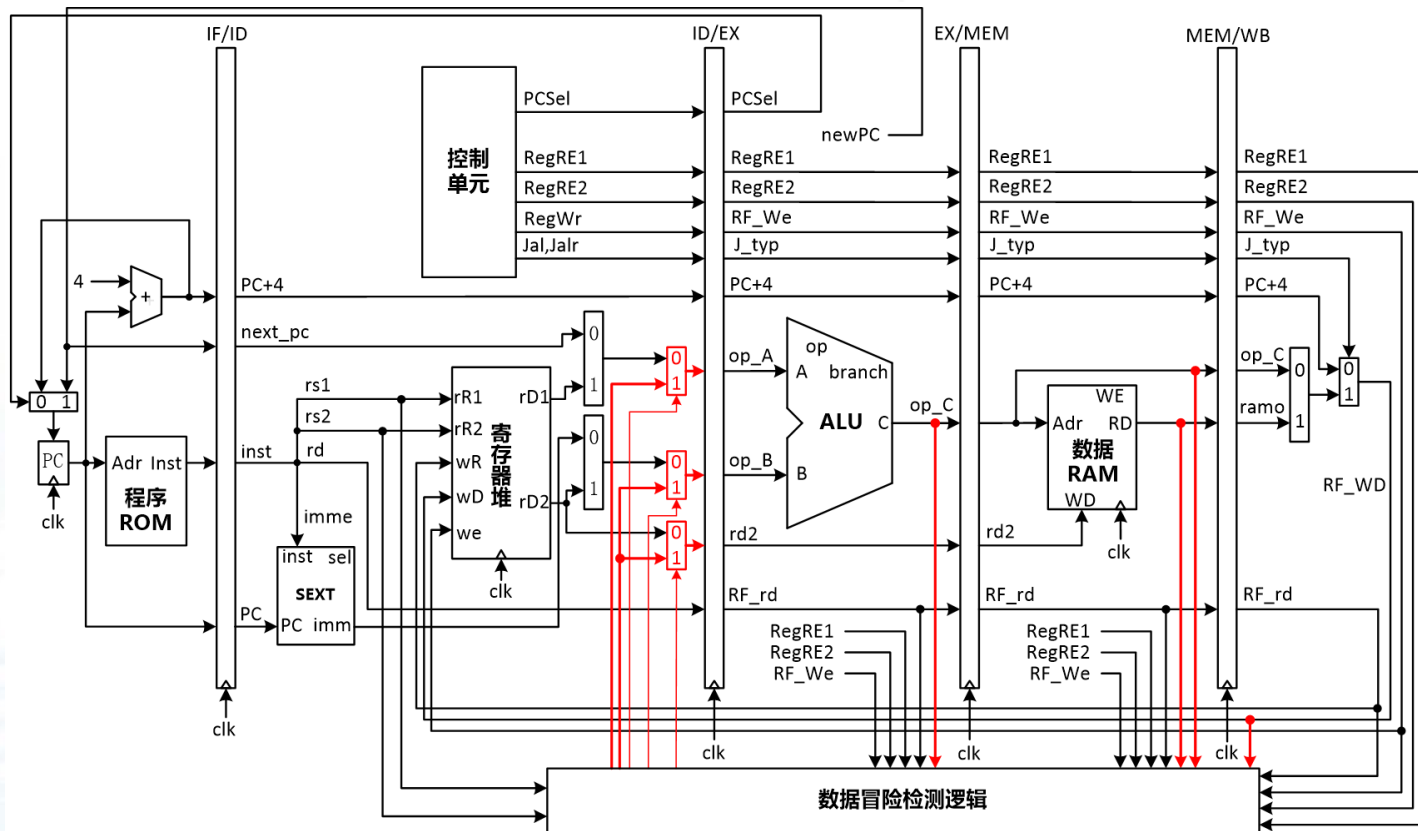 IF/ID
ID/EX
EX/MEM
MEM/WB
控制
单元
PCSel
PCSel
newPC
RegRE1
RegRE1
RegRE1
RegRE1
RegRE2
RegRE2
RegRE2
RegRE2
RegWr
RF_We
RF_We
RF_We
Jal,Jalr
J_typ
J_typ
J_typ
4
+
PC+4
PC+4
PC+4
PC+4
next_pc
0
1
0
1
op_A
op
A
branch
ALU
C
B
op_C
op_C
0
1
0
1
ramo
0 1
PC
clk
Adr Inst
程序
ROM
inst
rs1
rs2
rd
imme
rR1
rR2
wR
wD
we
rD1
rD2
寄存器堆
clk
0
1
0
1
op_B
0
1
rd2
rd2
WE
Adr
RD
数据
RAM
WD
clk
RF_WD
inst sel
SEXT
PC imm
PC
RF_rd
RF_rd
RF_rd
RegRE1
RegRE2
RF_We
RegRE1
RegRE2
RF_We
clk
clk
clk
clk
数据冒险检测逻辑